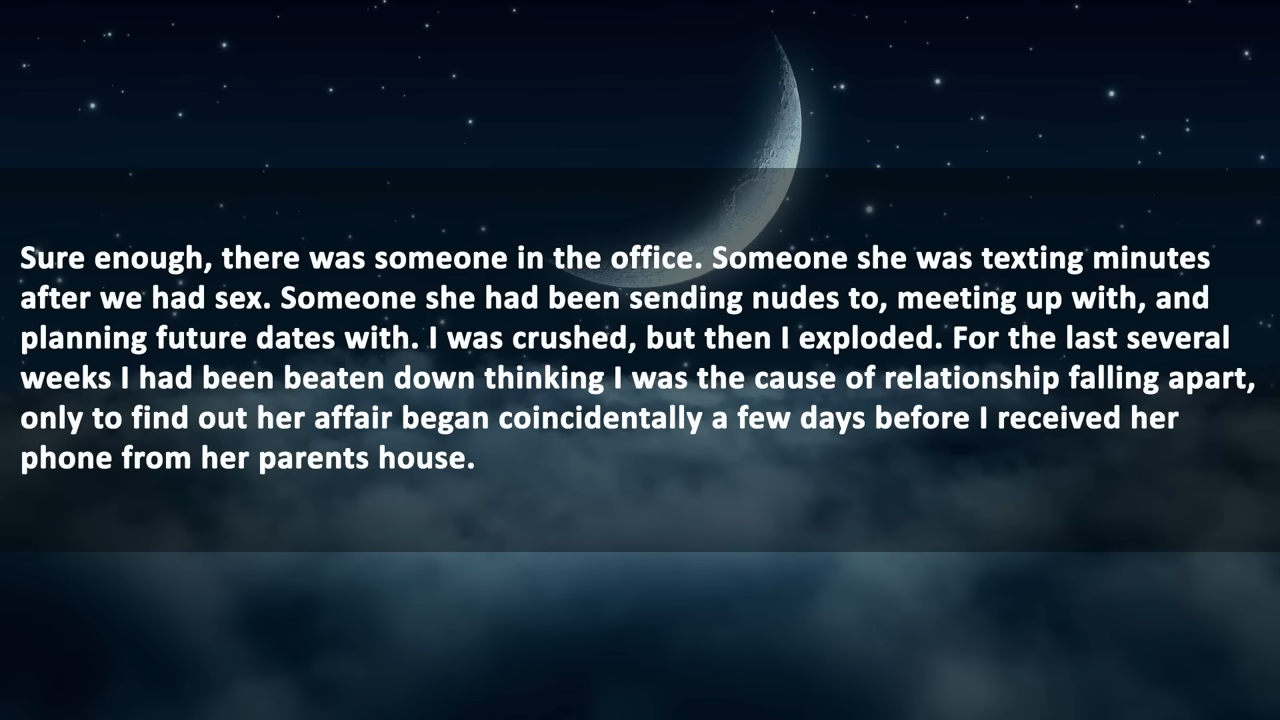 Sure enough, there was someone in the office. Someone she was texting minutes
after we had sex. Someone she had been sending nudes to, meeting up with, and
planning future dates with. I was crushed, but then I exploded. For the last several
weeks I had been beaten down thinking I was the cause of relationship falling apart,
only to find out her affair began coincidentally a few days before I received her
phone from her parents house.